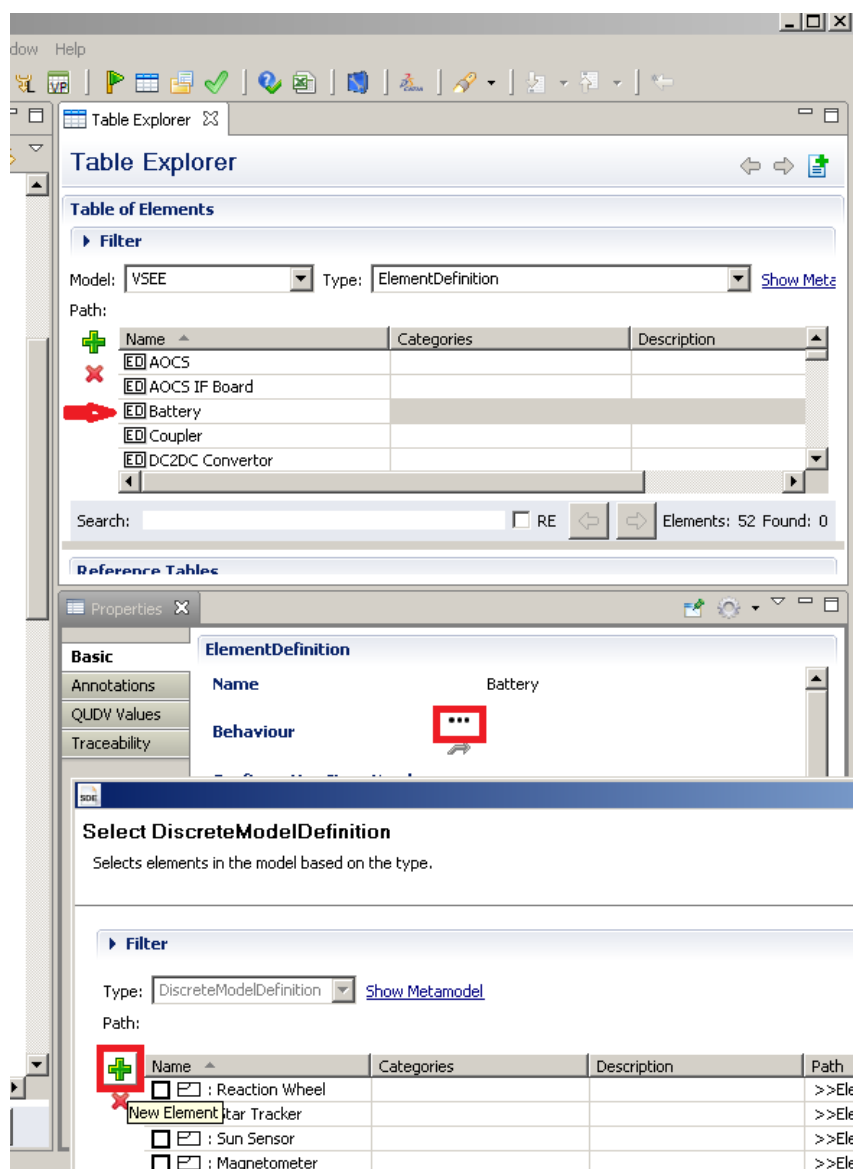 dow Help
VP
Table Explorer
Table Explorer
Table of Elements
Filter
Model: VSEE Type: ElementDefinition Show Meta
Path:
Name Categories Description
ED AOCS
ED AOCS IF Board
ED Battery
ED Coupler
ED DC2DC Convertor
Search: RE Elements: 52 Found: 0
Reference Tables
Properties
Basic
Annotations
QUDV Values
Traceability
ElementDefinition
Name Battery
Behaviour
SDE
Select DiscreteModelDefinition
Selects elements in the model based on the type.
Filter
Type: DiscreteModelDefinition Show Metamodel
Path:
Name Categories Description Path
: Reaction Wheel >>Ele
New Element Star Tracker >>Ele
: Sun Sensor >>Ele
: Magnetometer >>Ele